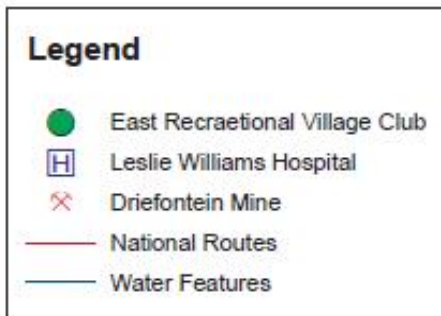 Legend
East Recraetional Village Club
H Leslie Williams Hospital
Driefontein Mine
National Routes
Water Features